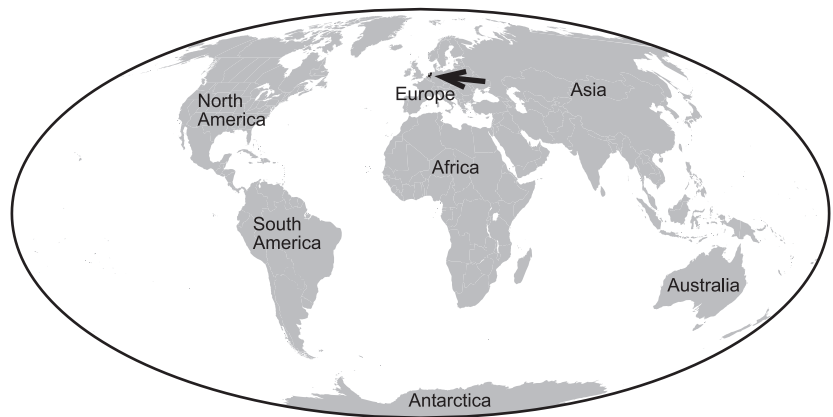 North
America
Europe
Asia
Africa
South
America
Australia
Antarctica